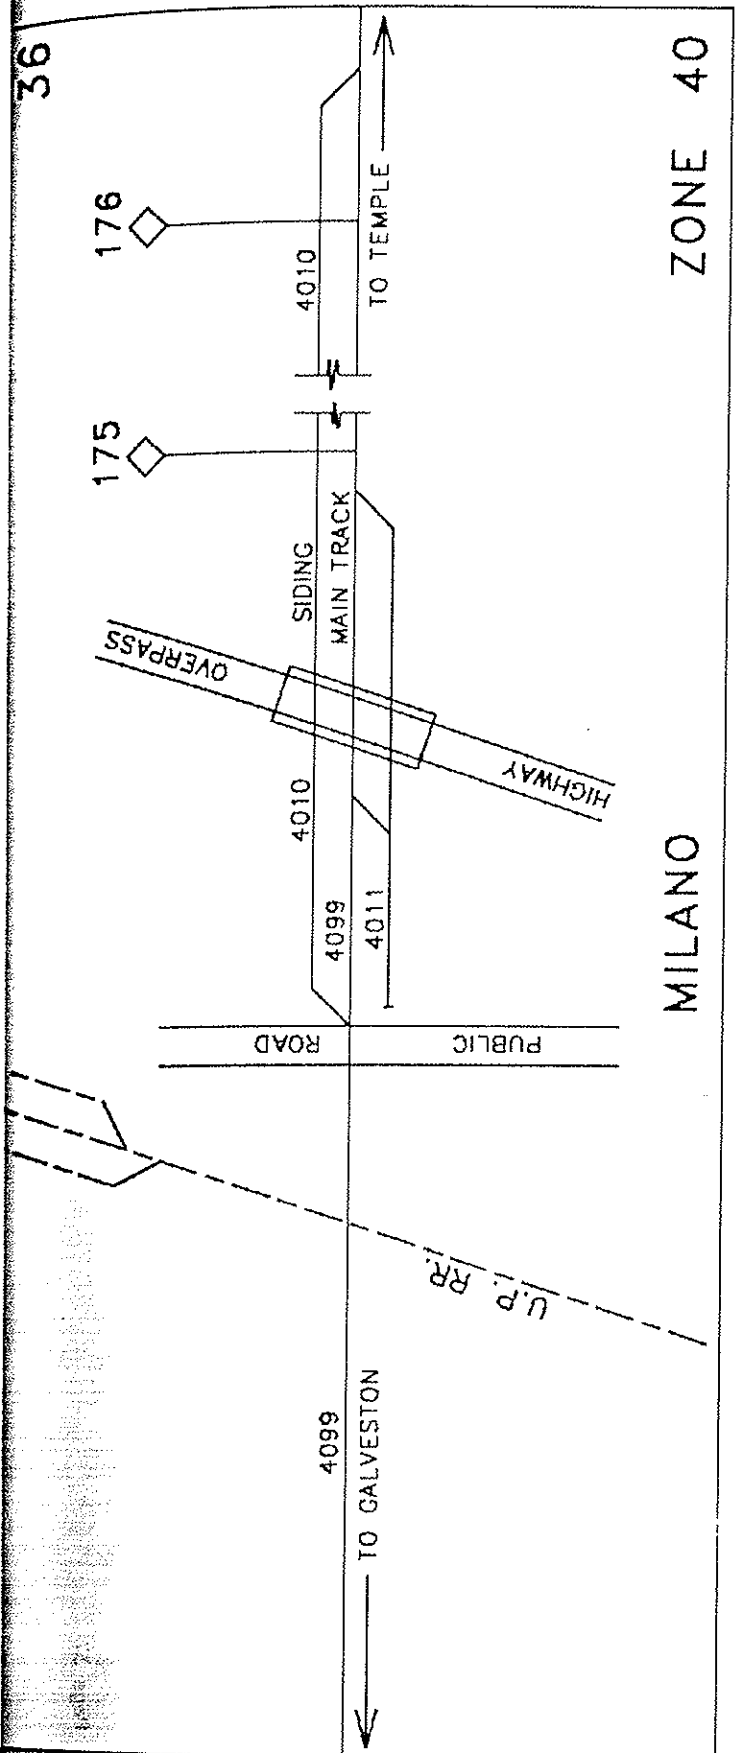 36
175
176
4010
SIDING
4010
OVERPASS
4099
4099
MAIN TRACK
ROAD
4011
TO GALVESTON
TO TEMPLE
PUBLIC
U.P. RR.
HIGHWAY
MILANO
ZONE 40